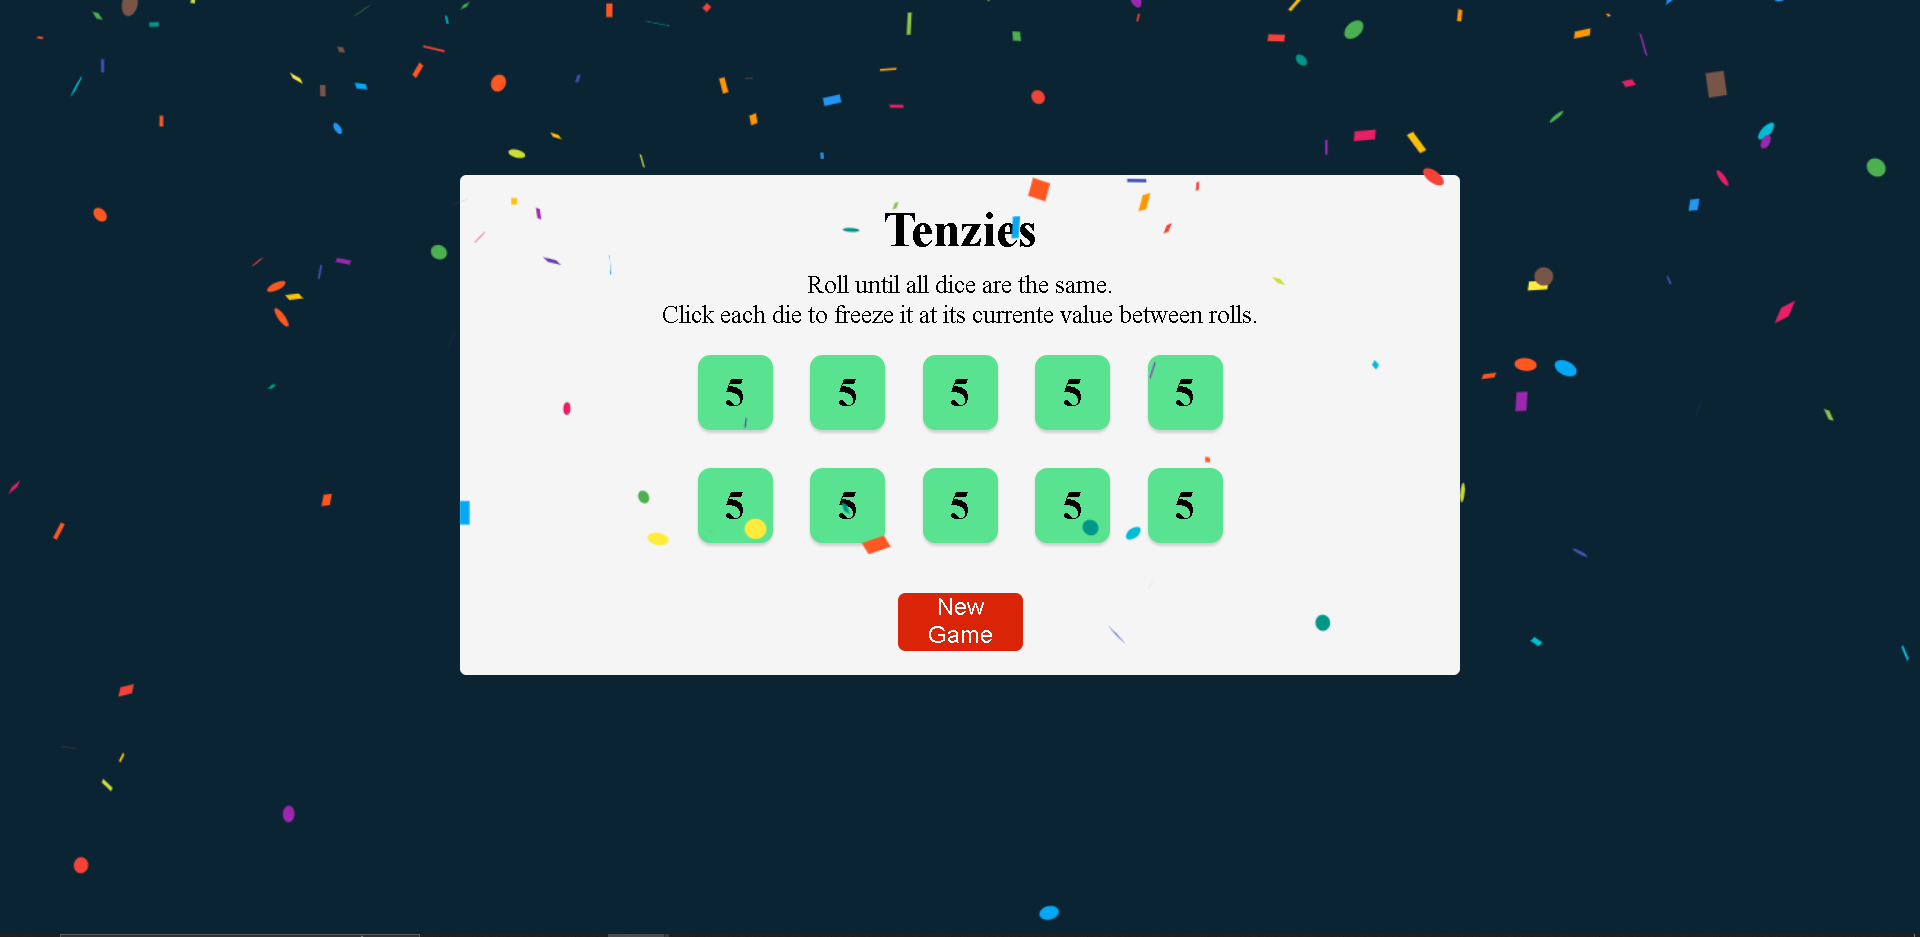 Tenzies
Roll until all dice are the same.
Click each die to freeze it at its currente value between rolls.
5 5 5 5 5
5 5 5 5 5
New
Game